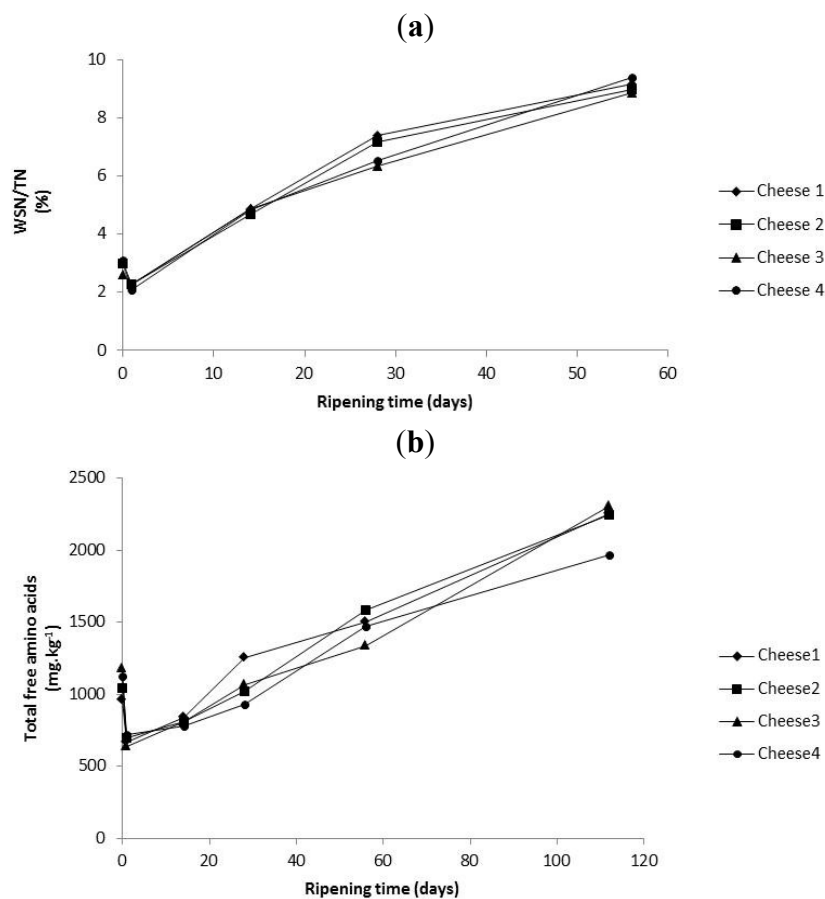 (a)
10
8
6
4
2
0
WSN/TN
(%)
0 10 20 30 40 50 60
Ripening time (days)
Cheese 1
Cheese 2
Cheese 3
Cheese 4
(b)
2500
2000
1500
1000
500
0
Total free amino acids
(mg.kg-1)
0 20 40 60 80 100 120
Ripening time (days)
Cheese1
Cheese2
Cheese3
Cheese4